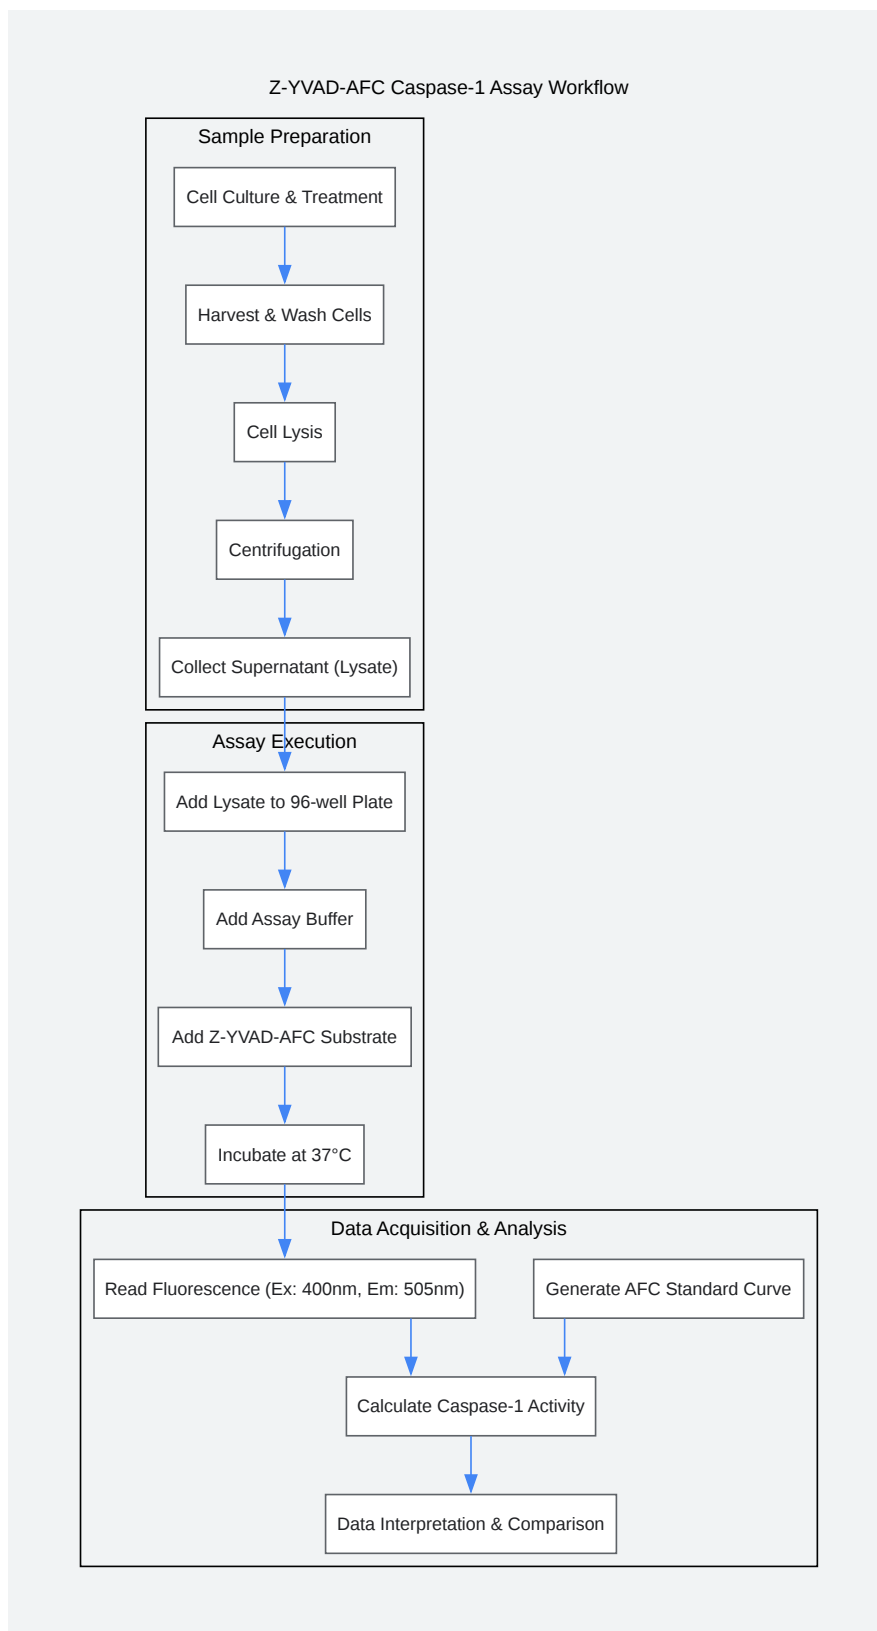 Z-YVAD-AFC Caspase-1 Assay Workflow
Sample Preparation
Cell Culture & Treatment
Harvest & Wash Cells
Cell Lysis
Centrifugation
Collect Supernatant (Lysate)
Assay Execution
Add Lysate to 96-well Plate
Add Assay Buffer
Add Z-YVAD-AFC Substrate
Incubate at 37°C
Data Acquisition & Analysis
Read Fluorescence (Ex: 400nm, Em: 505nm)
Generate AFC Standard Curve
Calculate Caspase-1 Activity
Data Interpretation & Comparison